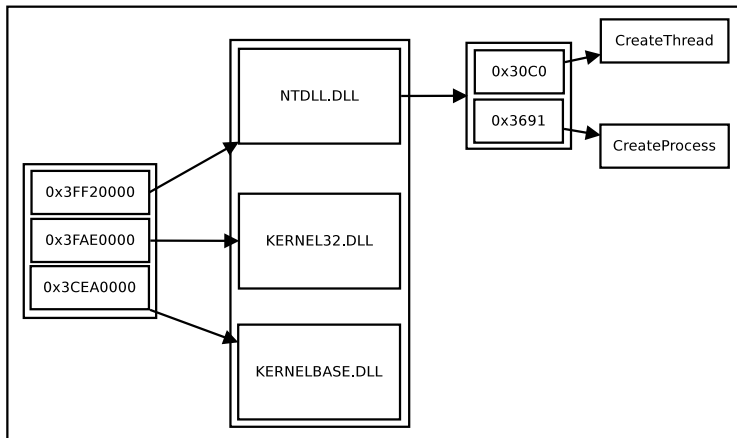 0x3FF20000
0x3FAE0000
0x3CEA0000
NTDLL.DLL
KERNEL32.DLL
KERNELBASE.DLL
0x30C0
0x3691
CreateThread
CreateProcess